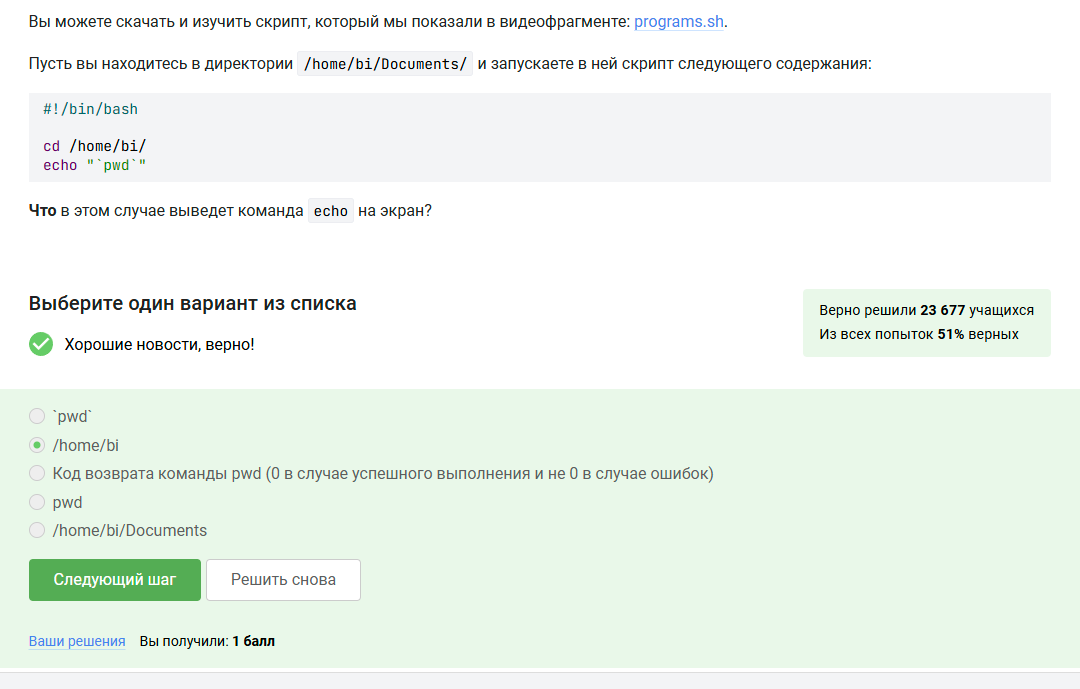 Вы можете скачать и изучить скрипт, который мы показали в видеофрагменте: programs.sh.
Пусть вы находитесь в директории /home/bi/Documents/ и запускаете в ней скрипт следующего содержания:
#!/bin/bash
cd /home/bi/
echo "`pwd`"
Что в этом случае выведет команда echo на экран?
Выберите один вариант из списка
Хорошие новости, верно!
Верно решили 23 677 учащихся
Из всех попыток 51% верных
`pwd`
/home/bi
Код возврата команды pwd (0 в случае успешного выполнения и не 0 в случае ошибок)
pwd
/home/bi/Documents
Следующий шаг Решить снова
Ваши решения Вы получили: 1 балл